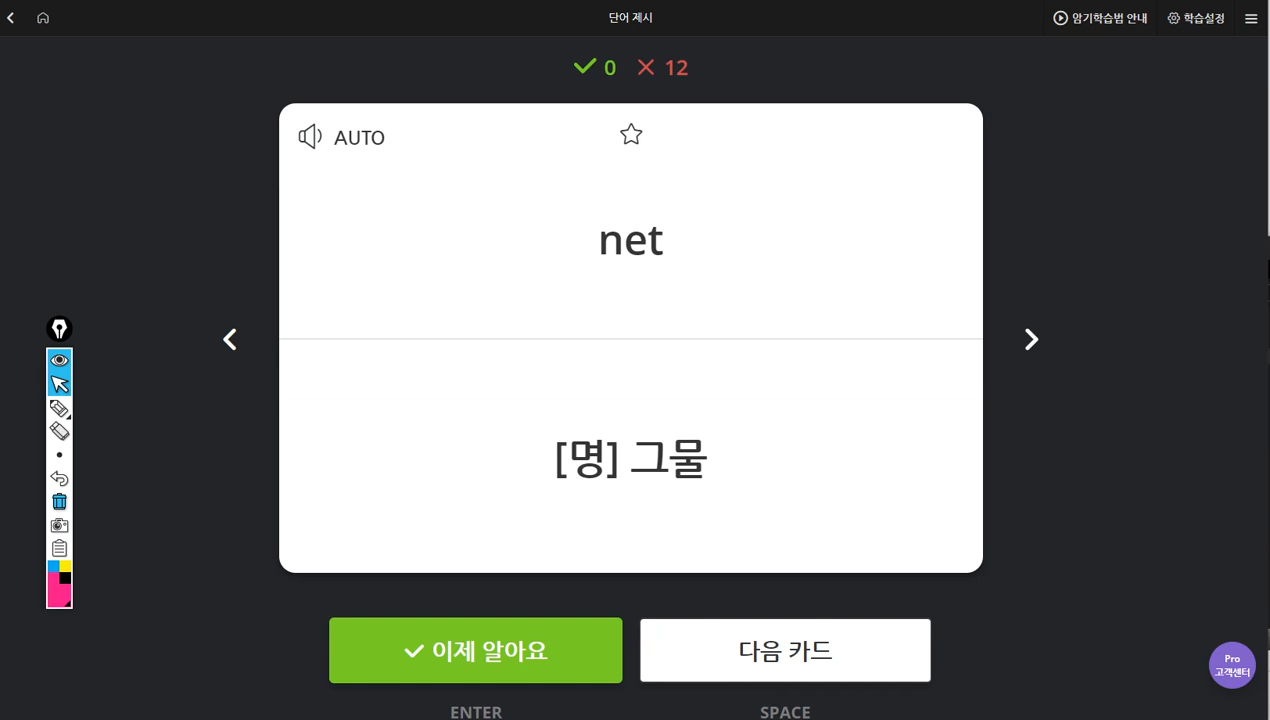 단어 제시
암기학습법 안내
학습설정
0 12
AUTO
net
[명] 그물
이제 알아요
다음 카드
ENTER
SPACE
Pro
고객센터